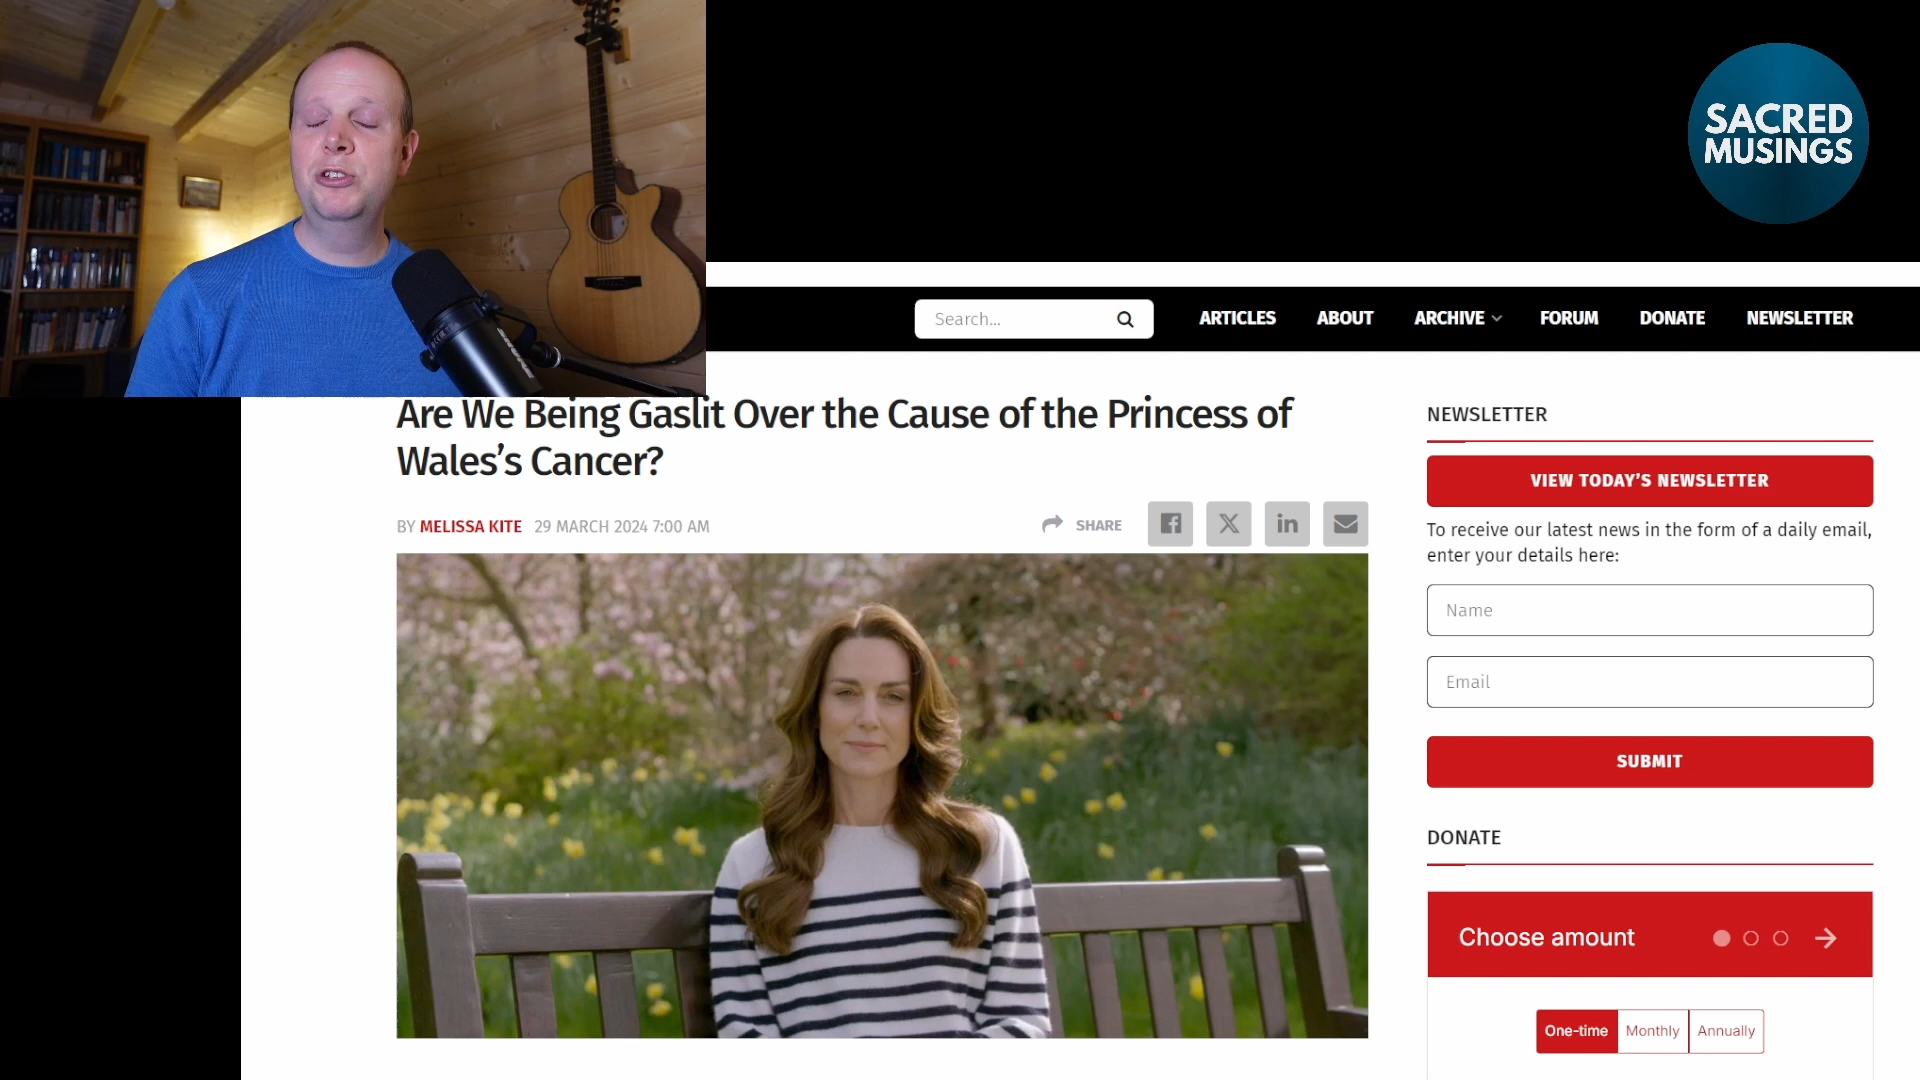 SACRED
MUSINGS
Search...
ARTICLES
ABOUT
ARCHIVE
FORUM
DONATE
NEWSLETTER
Are We Being Gaslit Over the Cause of the Princess of
Wales’s Cancer?
BY MELISSA KITE 29 MARCH 2024 7:00 AM
SHARE
NEWSLETTER
VIEW TODAY’S NEWSLETTER
To receive our latest news in the form of a daily email,
enter your details here:
Name
Email
SUBMIT
DONATE
Choose amount
One-time
Monthly
Annually
SHURE